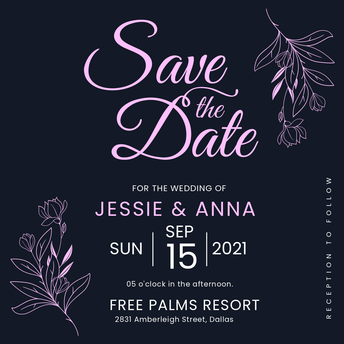 Save
the
Date
FOR THE WEDDING OF
JESSIE & ANNA
SUN SEP 15 2021
05 o'clock in the afternoon.
FREE PALMS RESORT
2831 Amberleigh Street, Dallas
RECEPTION TO FOLLOW